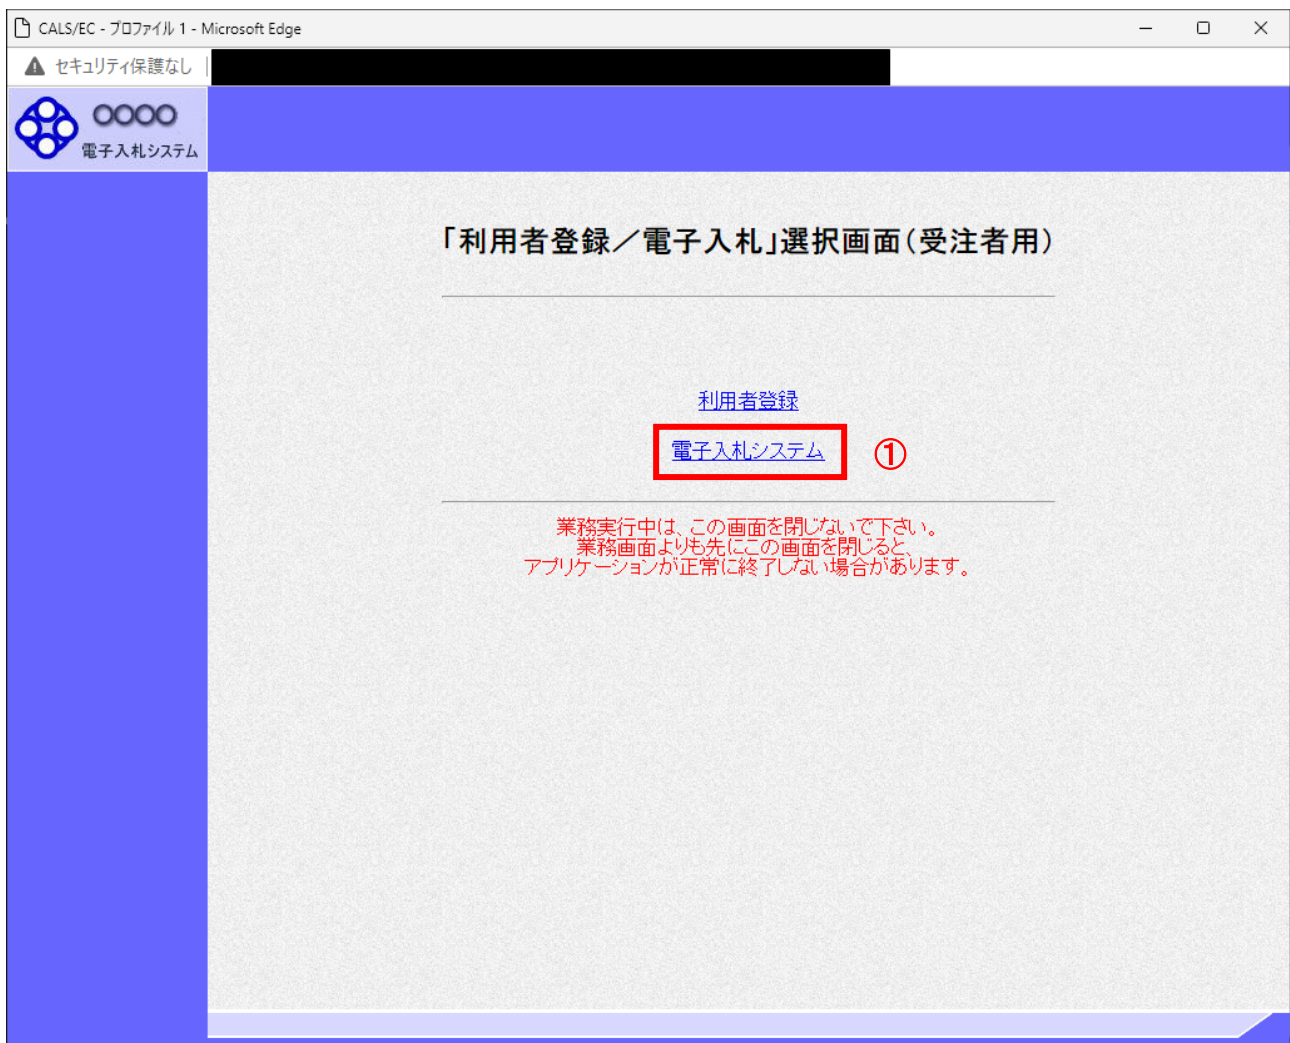 CALS/EC - プロファイル 1 - Microsoft Edge
セキュリティ保護なし
○○○○
電子入札システム
「利用者登録／電子入札」選択画面（受注者用）
利用者登録
電子入札システム ①
業務実行中は、この画面を閉じないで下さい。
業務画面よりも先にこの画面を閉じると、
アプリケーションが正常に終了しない場合があります。